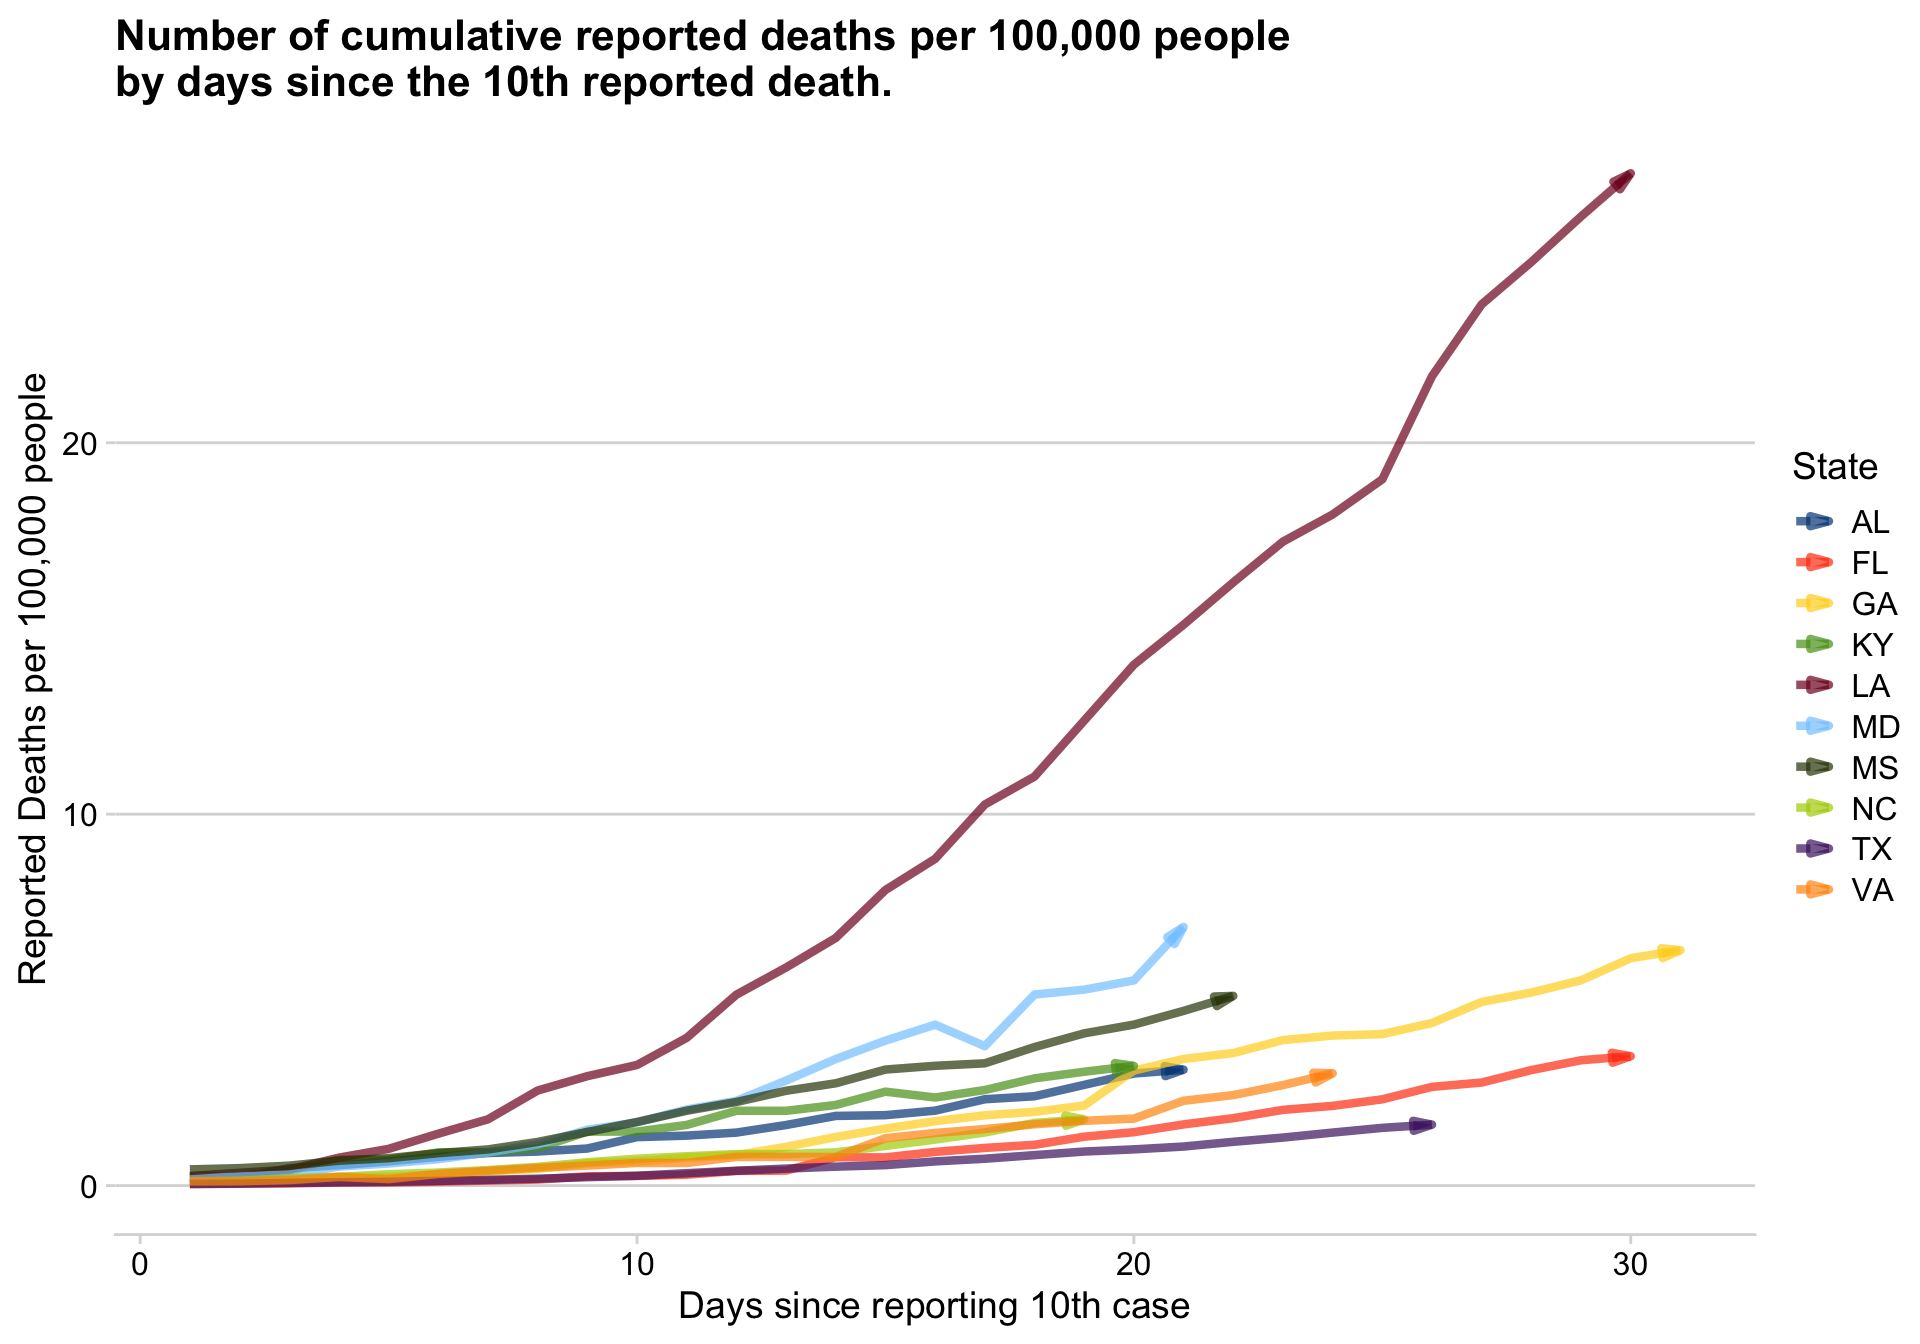 Number of cumulative reported deaths per 100,000 people
by days since the 10th reported death.
Reported Deaths per 100,000 people
20
10
0
0
10
20
30
Days since reporting 10th case
State
AL
FL
GA
KY
LA
MD
MS
NC
TX
VA